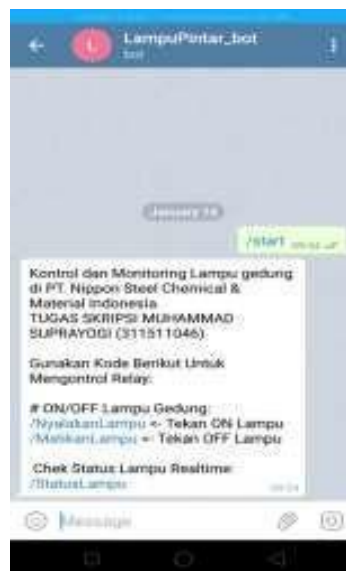 LampuPintar_bot
bot
January 14
/start
Kontrol dan Monitoring Lampu gedung
di PT. Nippon Steel Chemical &
Material Indonesia
TUGAS SKRIPSI MUHAMMAD
SUPRAYOGI (311511046)
Gunakan Kode Berikut Untuk
Mengontrol Relay:
# ON/OFF Lampu Gedung:
/NyalakanLampu <- Tekan ON Lampu
/MatikanLampu <- Tekan OFF Lampu
Chek Status Lampu Realtime:
/StatusLampu
Message